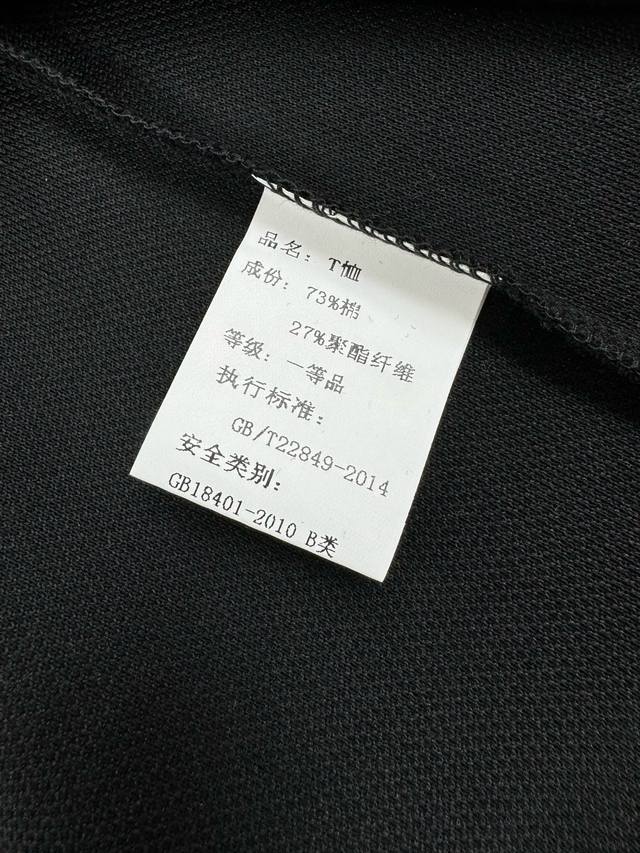 品名: T恤
成份: 73%棉
27%聚酯纤维
等级: 一等品
执行标准:
GB/T22849-2014
安全类别:
GB18401-2010 B类